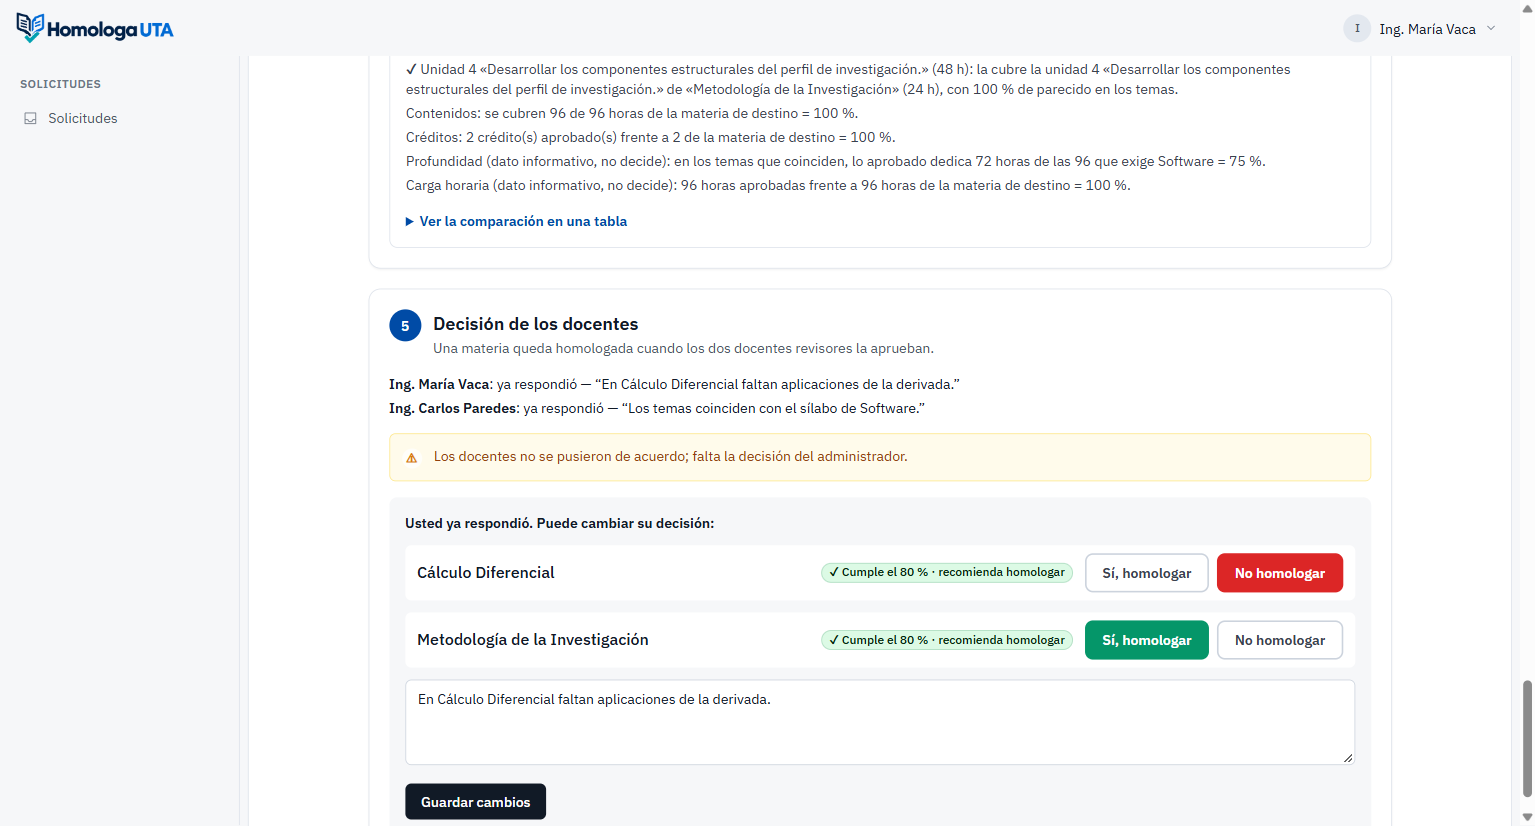 HomologaUTA
I
Ing. María Vaca
SOLICITUDES
Solicitudes
✓ Unidad 4 «Desarrollar los componentes estructurales del perfil de investigación.» (48 h): la cubre la unidad 4 «Desarrollar los componentes
estructurales del perfil de investigación.» de «Metodología de la Investigación» (24 h), con 100 % de parecido en los temas.
Contenidos: se cubren 96 de 96 horas de la materia de destino = 100 %.
Créditos: 2 crédito(s) aprobado(s) frente a 2 de la materia de destino = 100 %.
Profundidad (dato informativo, no decide): en los temas que coinciden, lo aprobado dedica 72 horas de las 96 que exige Software = 75 %.
Carga horaria (dato informativo, no decide): 96 horas aprobadas frente a 96 horas de la materia de destino = 100 %.
▶ Ver la comparación en una tabla
5
Decisión de los docentes
Una materia queda homologada cuando los dos docentes revisores la aprueban.
Ing. María Vaca: ya respondió — “En Cálculo Diferencial faltan aplicaciones de la derivada.”
Ing. Carlos Paredes: ya respondió — “Los temas coinciden con el sílabo de Software.”
⚠ Los docentes no se pusieron de acuerdo; falta la decisión del administrador.
Usted ya respondió. Puede cambiar su decisión:
Cálculo Diferencial ✓ Cumple el 80 % · recomienda homologar Sí, homologar No homologar
Metodología de la Investigación ✓ Cumple el 80 % · recomienda homologar Sí, homologar No homologar
En Cálculo Diferencial faltan aplicaciones de la derivada.
Guardar cambios